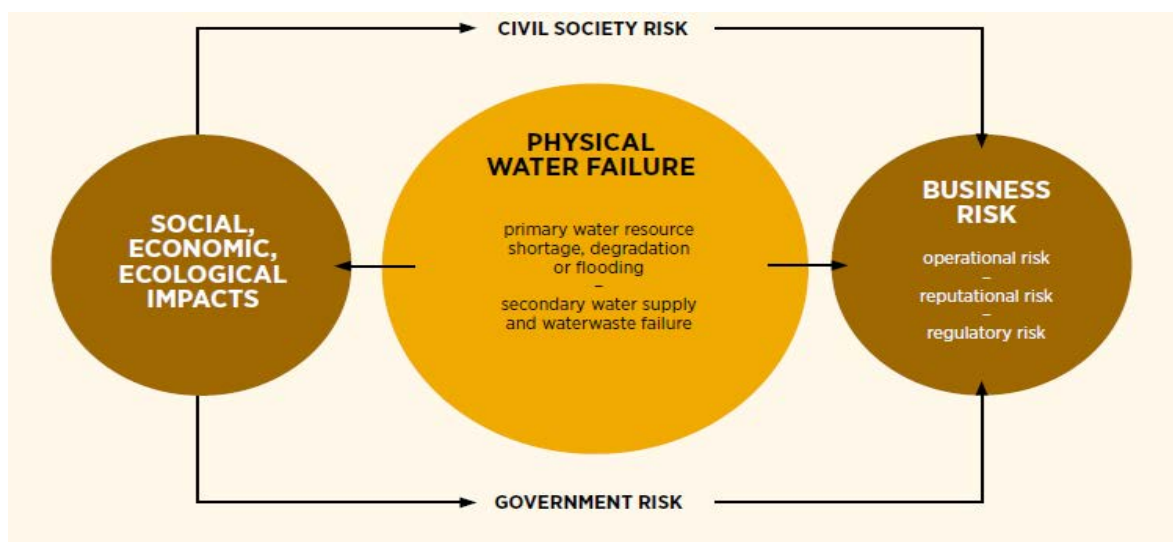 CIVIL SOCIETY RISK
SOCIAL,
ECONOMIC,
ECOLOGICAL
IMPACTS
PHYSICAL
WATER FAILURE
primary water resource
shortage, degradation
or flooding
–
secondary water supply
and waterwaste failure
BUSINESS
RISK
operational risk
–
reputational risk
–
regulatory risk
GOVERNMENT RISK